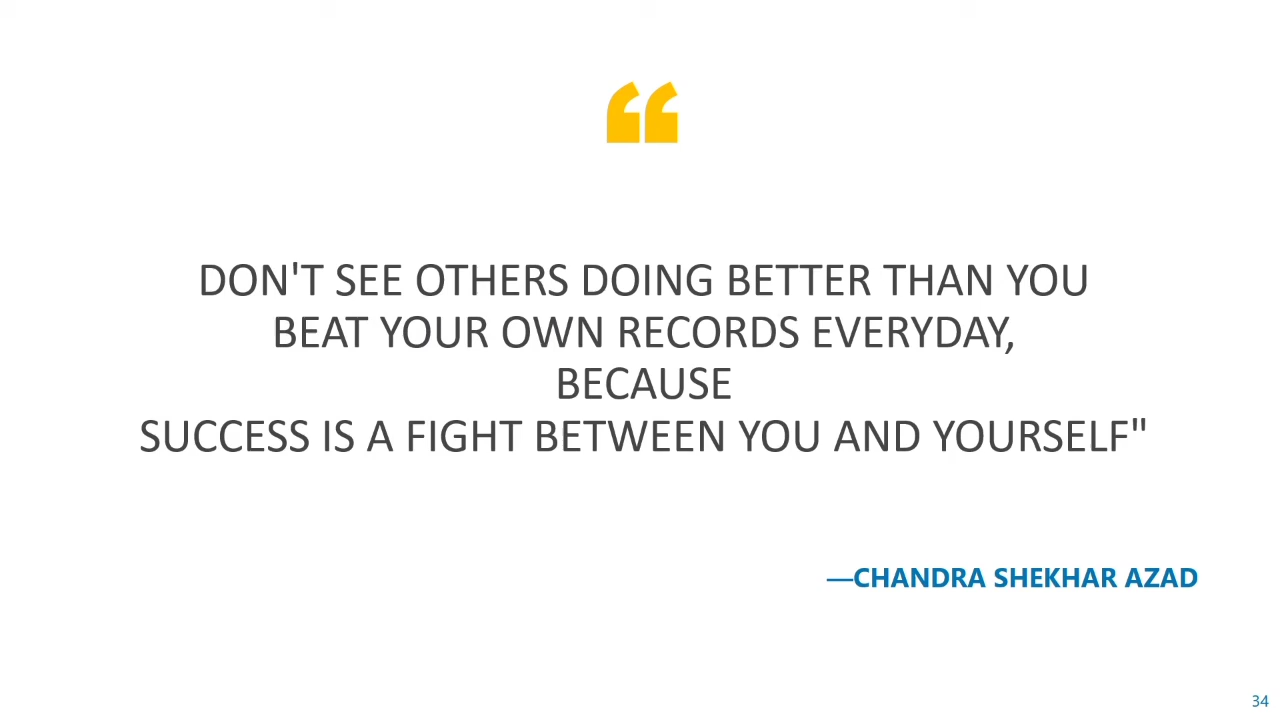 “
DON'T SEE OTHERS DOING BETTER THAN YOU
BEAT YOUR OWN RECORDS EVERYDAY,
BECAUSE
SUCCESS IS A FIGHT BETWEEN YOU AND YOURSELF"
—CHANDRA SHEKHAR AZAD
34